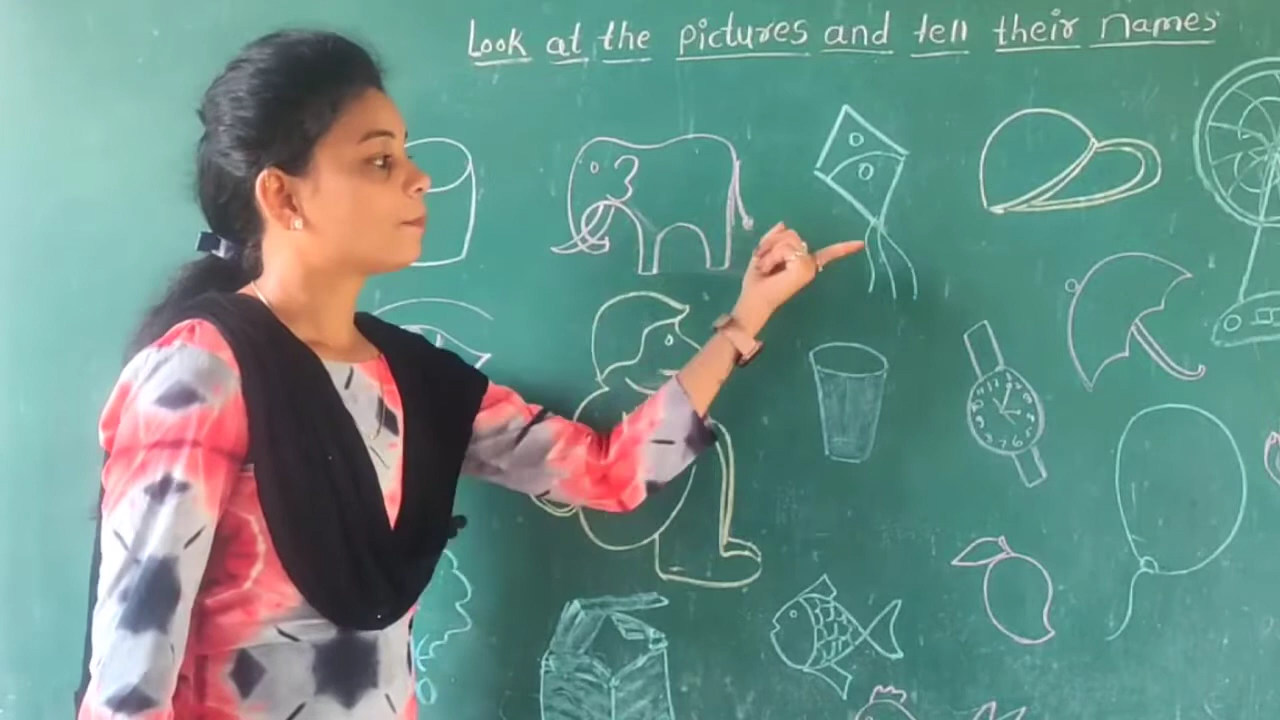 Look at the pictures and tell their names